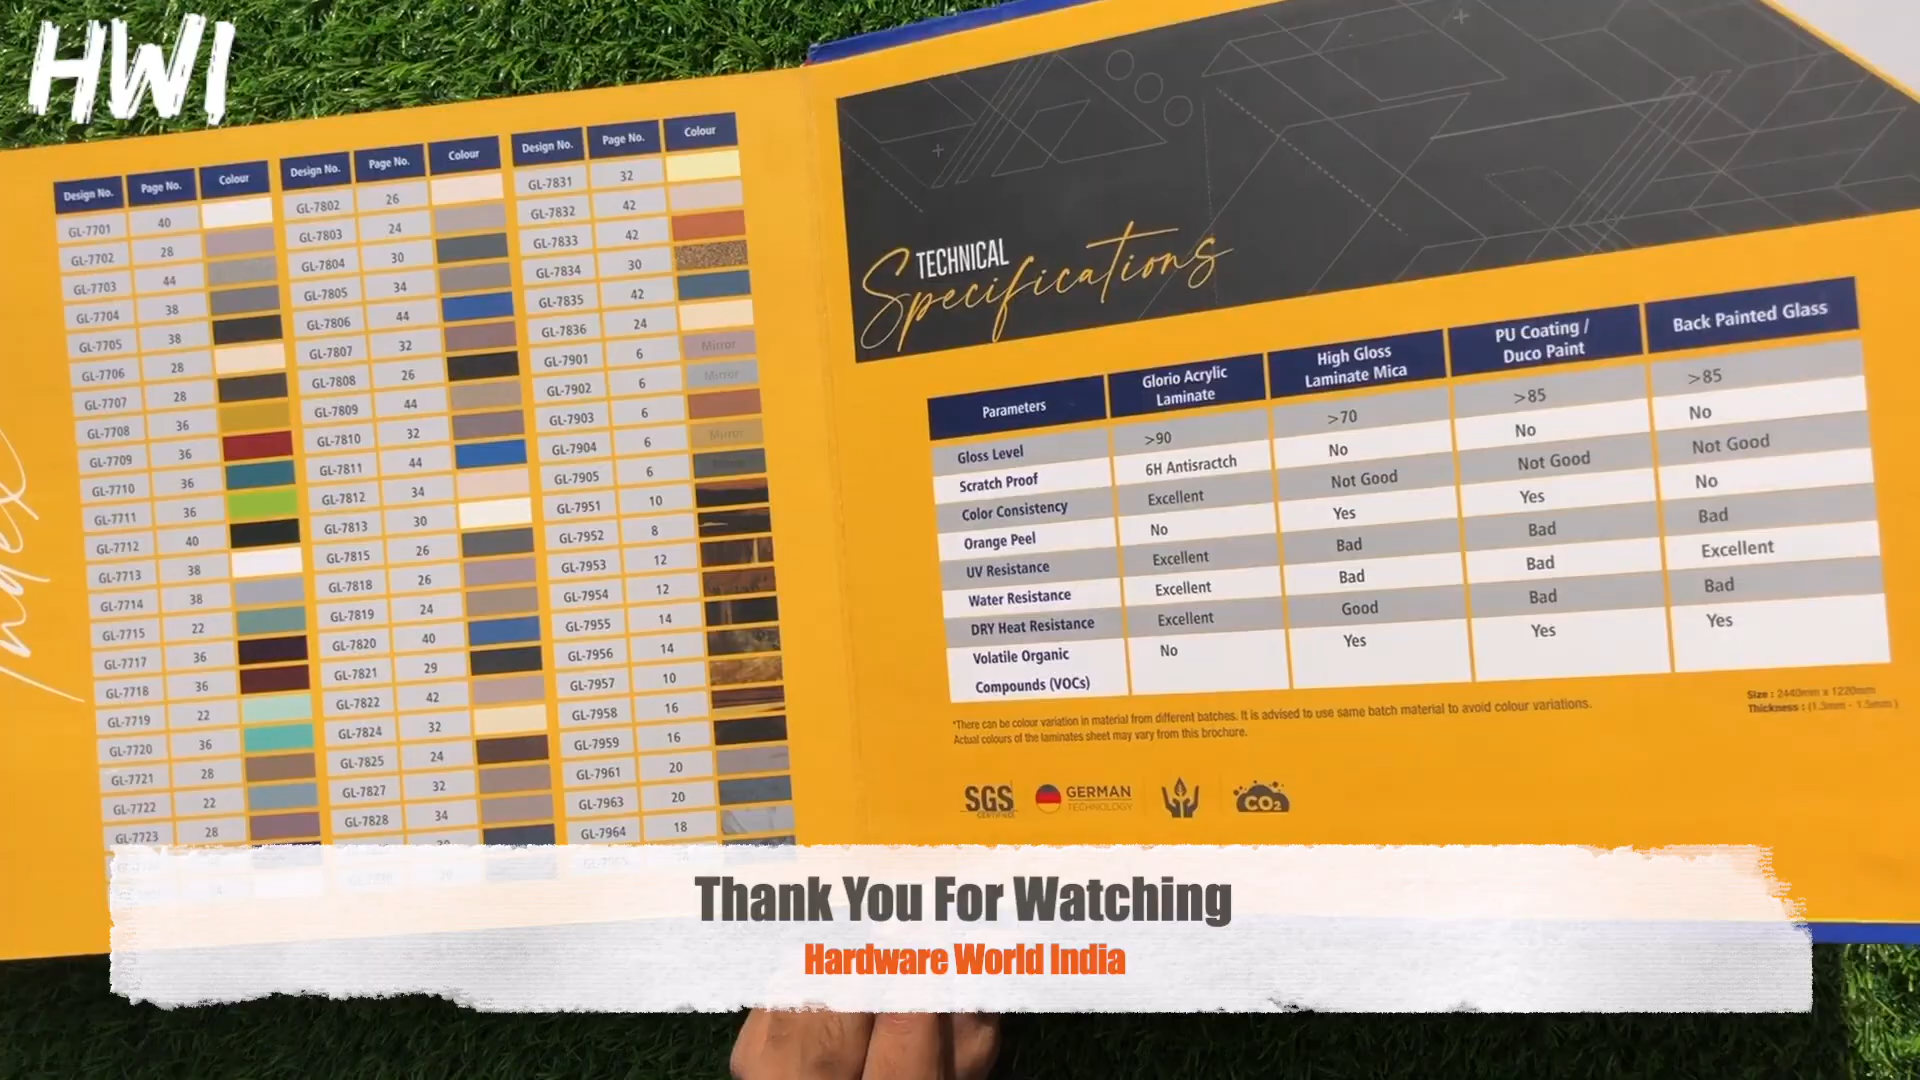 HWI
Index
Design No. Page No. Colour
GL-7701 40
GL-7702 28
GL-7703 44
GL-7704 38
GL-7705 38
GL-7706 28
GL-7707 28
GL-7708 36
GL-7709 36
GL-7710 36
GL-7711 36
GL-7712 40
GL-7713 38
GL-7714 38
GL-7715 22
GL-7717 36
GL-7718 36
GL-7719 22
GL-7720 36
GL-7721 28
GL-7722 22
GL-7723 28
Design No. Page No. Colour
GL-7802 26
GL-7803 24
GL-7804 30
GL-7805 34
GL-7806 44
GL-7807 32
GL-7808 26
GL-7809 44
GL-7810 32
GL-7811 44
GL-7812 34
GL-7813 30
GL-7815 26
GL-7818 26
GL-7819 24
GL-7820 40
GL-7821 29
GL-7822 42
GL-7824 32
GL-7825 24
GL-7827 32
GL-7828 34
Design No. Page No. Colour
GL-7831 32
GL-7832 42
GL-7833 42
GL-7834 30
GL-7835 42
GL-7836 24
GL-7901 6 Mirror
GL-7902 6 Mirror
GL-7903 6
GL-7904 6 Mirror
GL-7905 6
GL-7951 10
GL-7952 8
GL-7953 12
GL-7954 12
GL-7955 14
GL-7956 14
GL-7957 10
GL-7958 16
GL-7959 16
GL-7961 20
GL-7963 20
GL-7964 18
TECHNICAL
Specifications
Parameters Glorio Acrylic Laminate High Gloss Laminate Mica PU Coating / Duco Paint Back Painted Glass
Gloss Level >90 >70 >85 >85
Scratch Proof 6H Antisractch No No No
Color Consistency Excellent Not Good Not Good Not Good
Orange Peel No Yes Yes No
UV Resistance Excellent Bad Bad Bad
Water Resistance Excellent Bad Bad Excellent
DRY Heat Resistance Excellent Good Bad Bad
Volatile Organic Compounds (VOCs) No Yes Yes Yes
*There can be colour variation in material from different batches. It is advised to use same batch material to avoid colour variations.
Actual colours of the laminates sheet may vary from this brochure.
Size : 2440mm x 1220mm
Thickness : (1.3mm - 1.5mm)
SGS
CERTIFIED
GERMAN
TECHNOLOGY
CO2
Thank You For Watching
Hardware World India